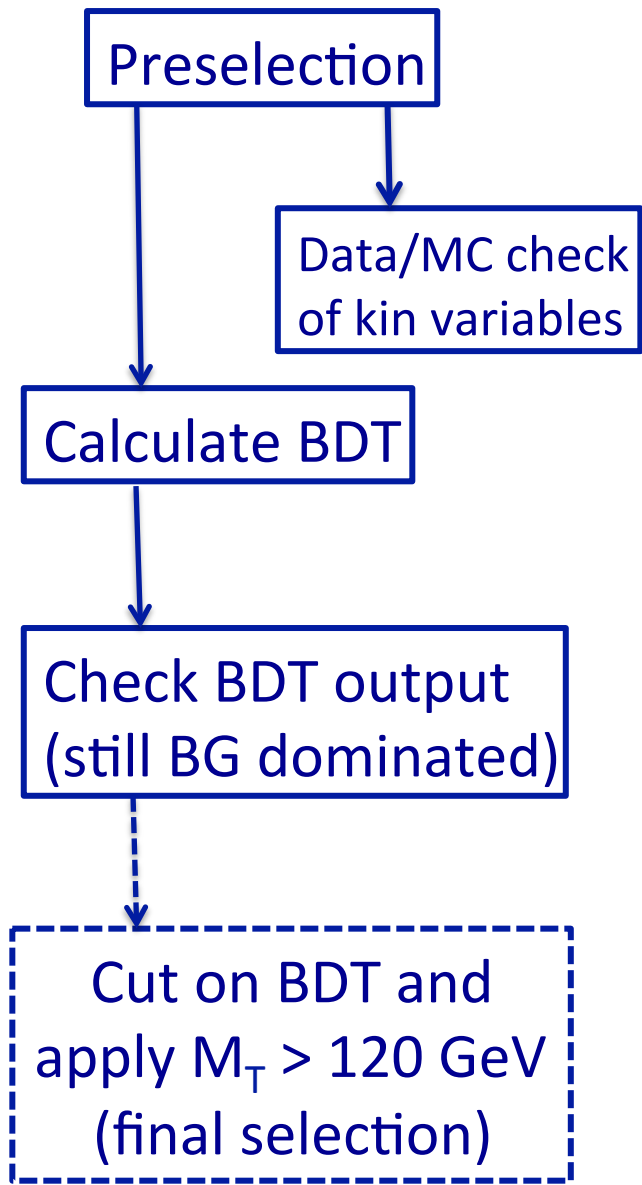 Preselection
Data/MC check
of kin variables
Calculate BDT
Check BDT output
(still BG dominated)
Cut on BDT and
apply M_T > 120 GeV
(final selection)